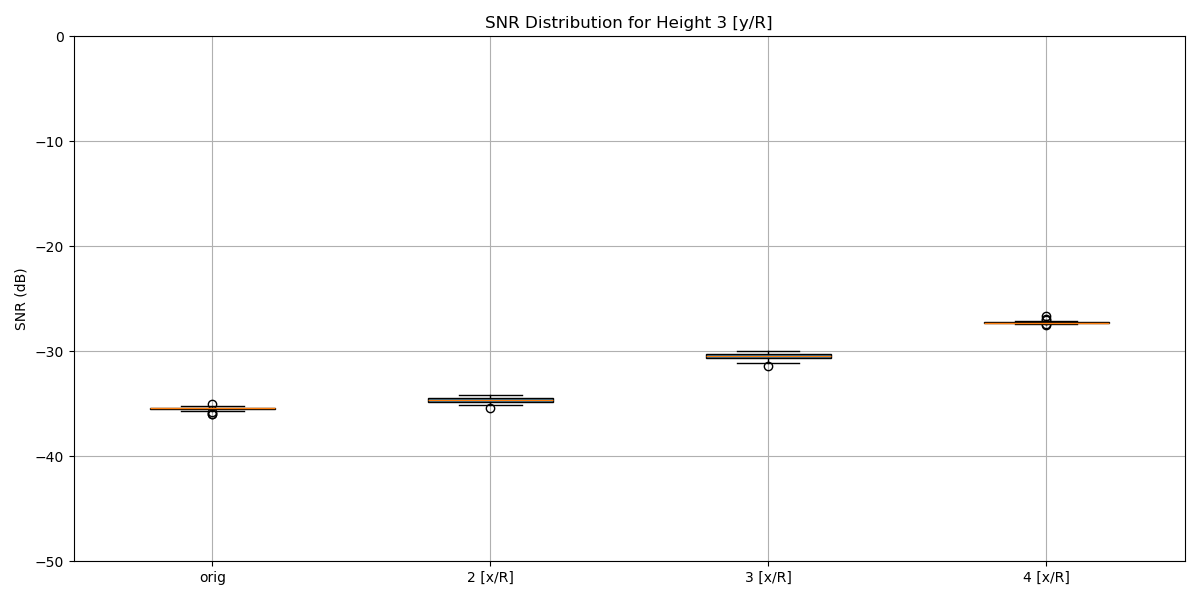 SNR Distribution for Height 3 [y/R]
SNR (dB)
0
−10
−20
−30
−40
−50
orig
2 [x/R]
3 [x/R]
4 [x/R]